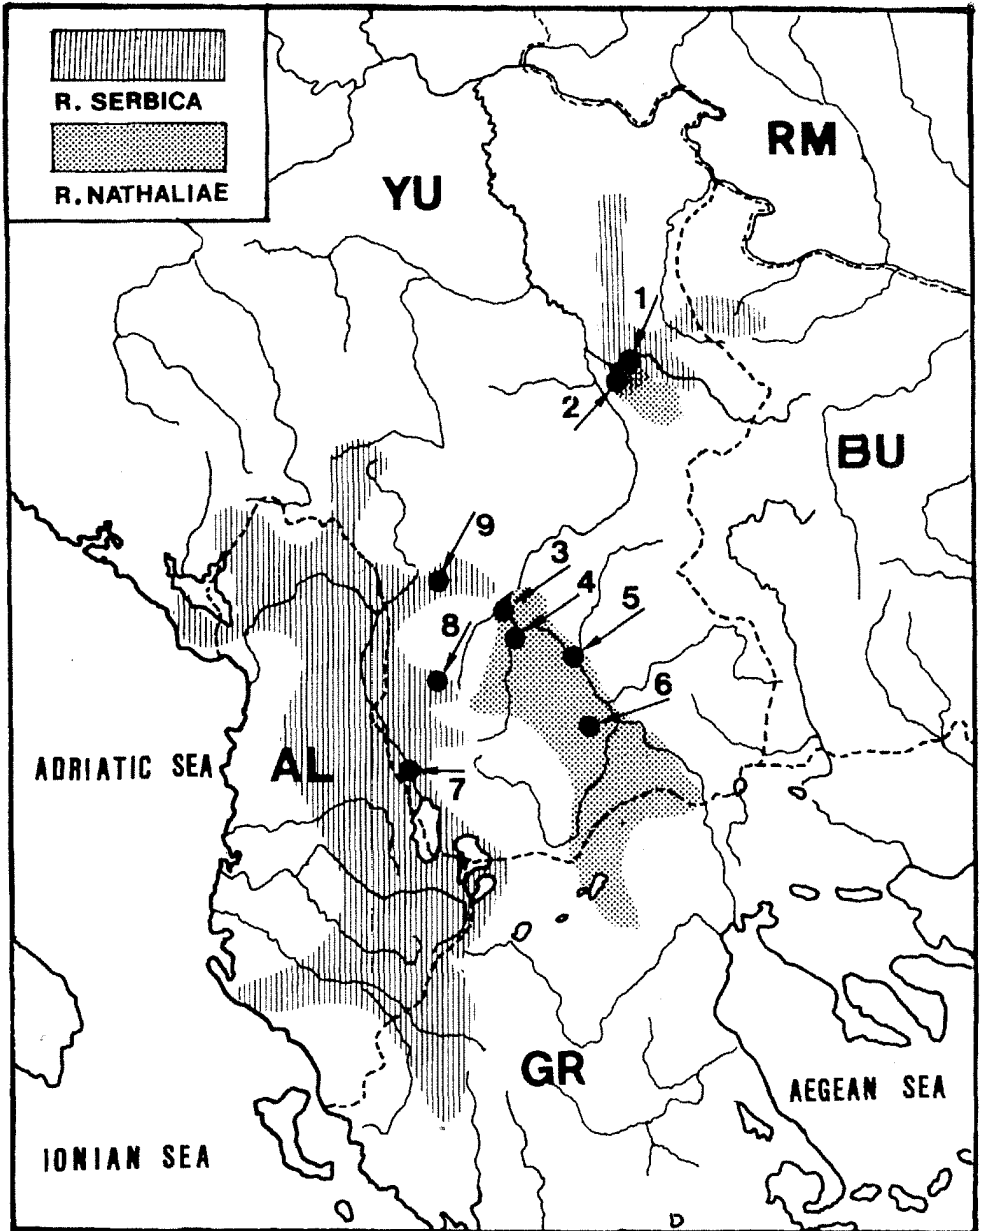 R. SERBICA
R. NATHALIAE
RM
YU
1
2
BU
9
3
4
5
8
6
ADRIATIC SEA
AL
7
GR
AEGEAN SEA
IONIAN SEA